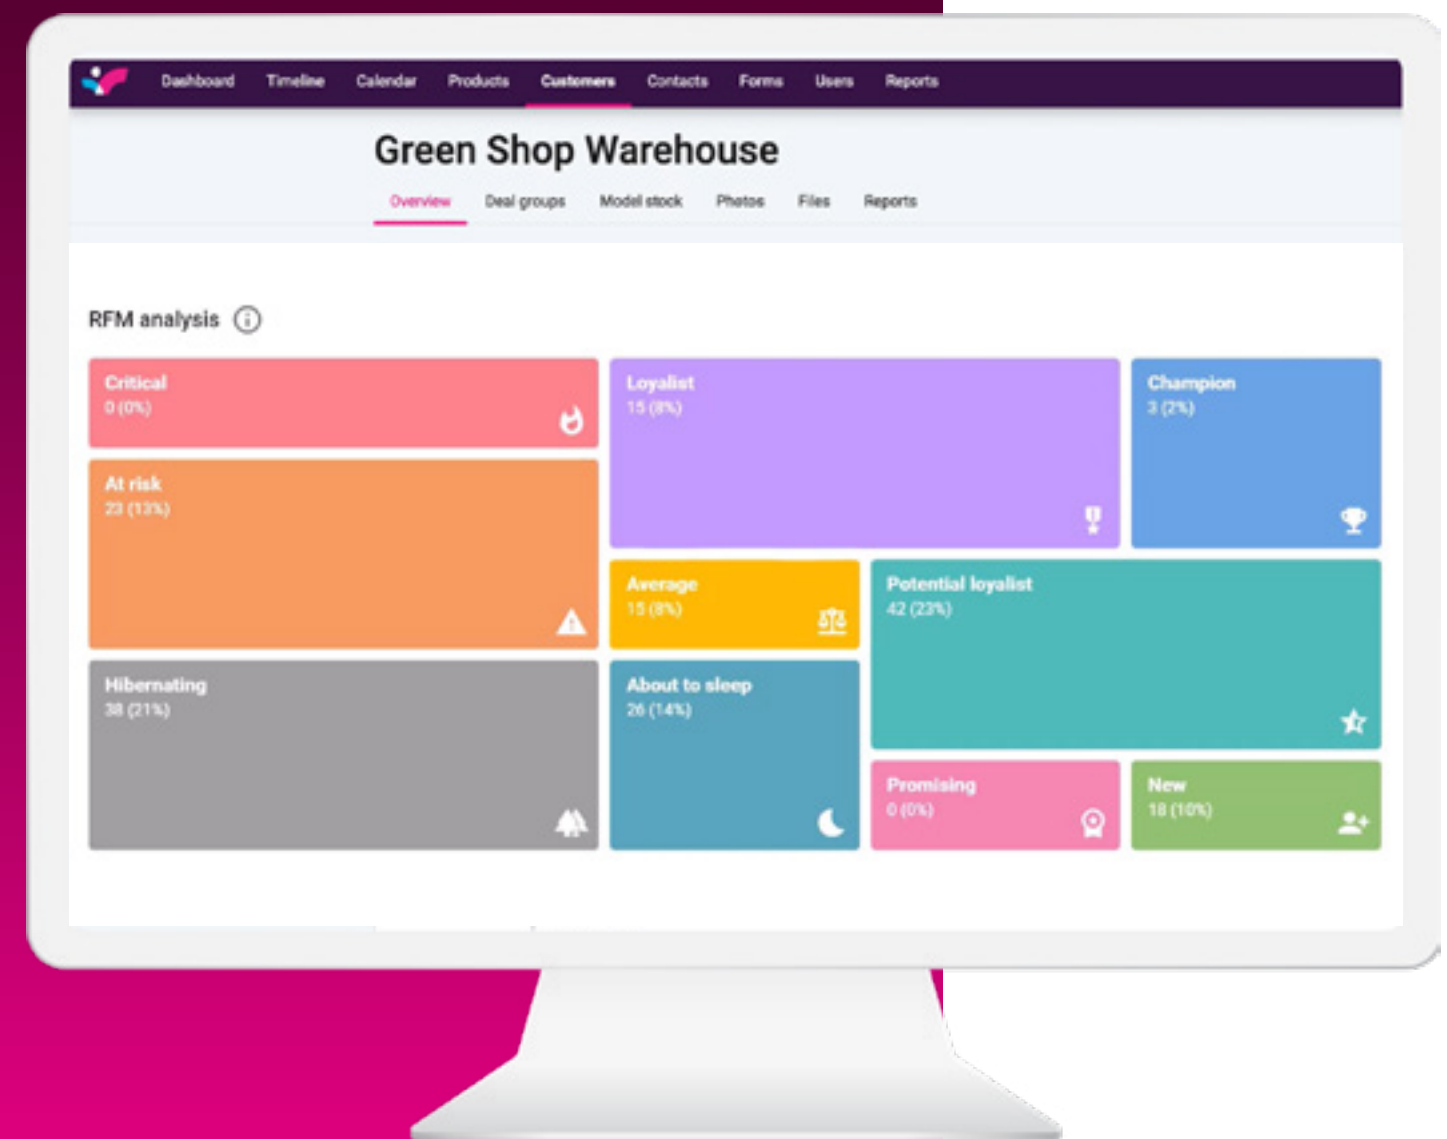 Dashboard Timeline Calendar Products Customers Contacts Forms Users Reports
Green Shop Warehouse
Overview Deal groups Model stock Photos Files Reports
RFM analysis
Critical
0 (0%)
Loyalist
15 (8%)
Champion
3 (2%)
At risk
23 (13%)
Average
15 (8%)
Potential loyalist
42 (23%)
Hibernating
38 (21%)
About to sleep
26 (14%)
Promising
0 (0%)
New
18 (10%)